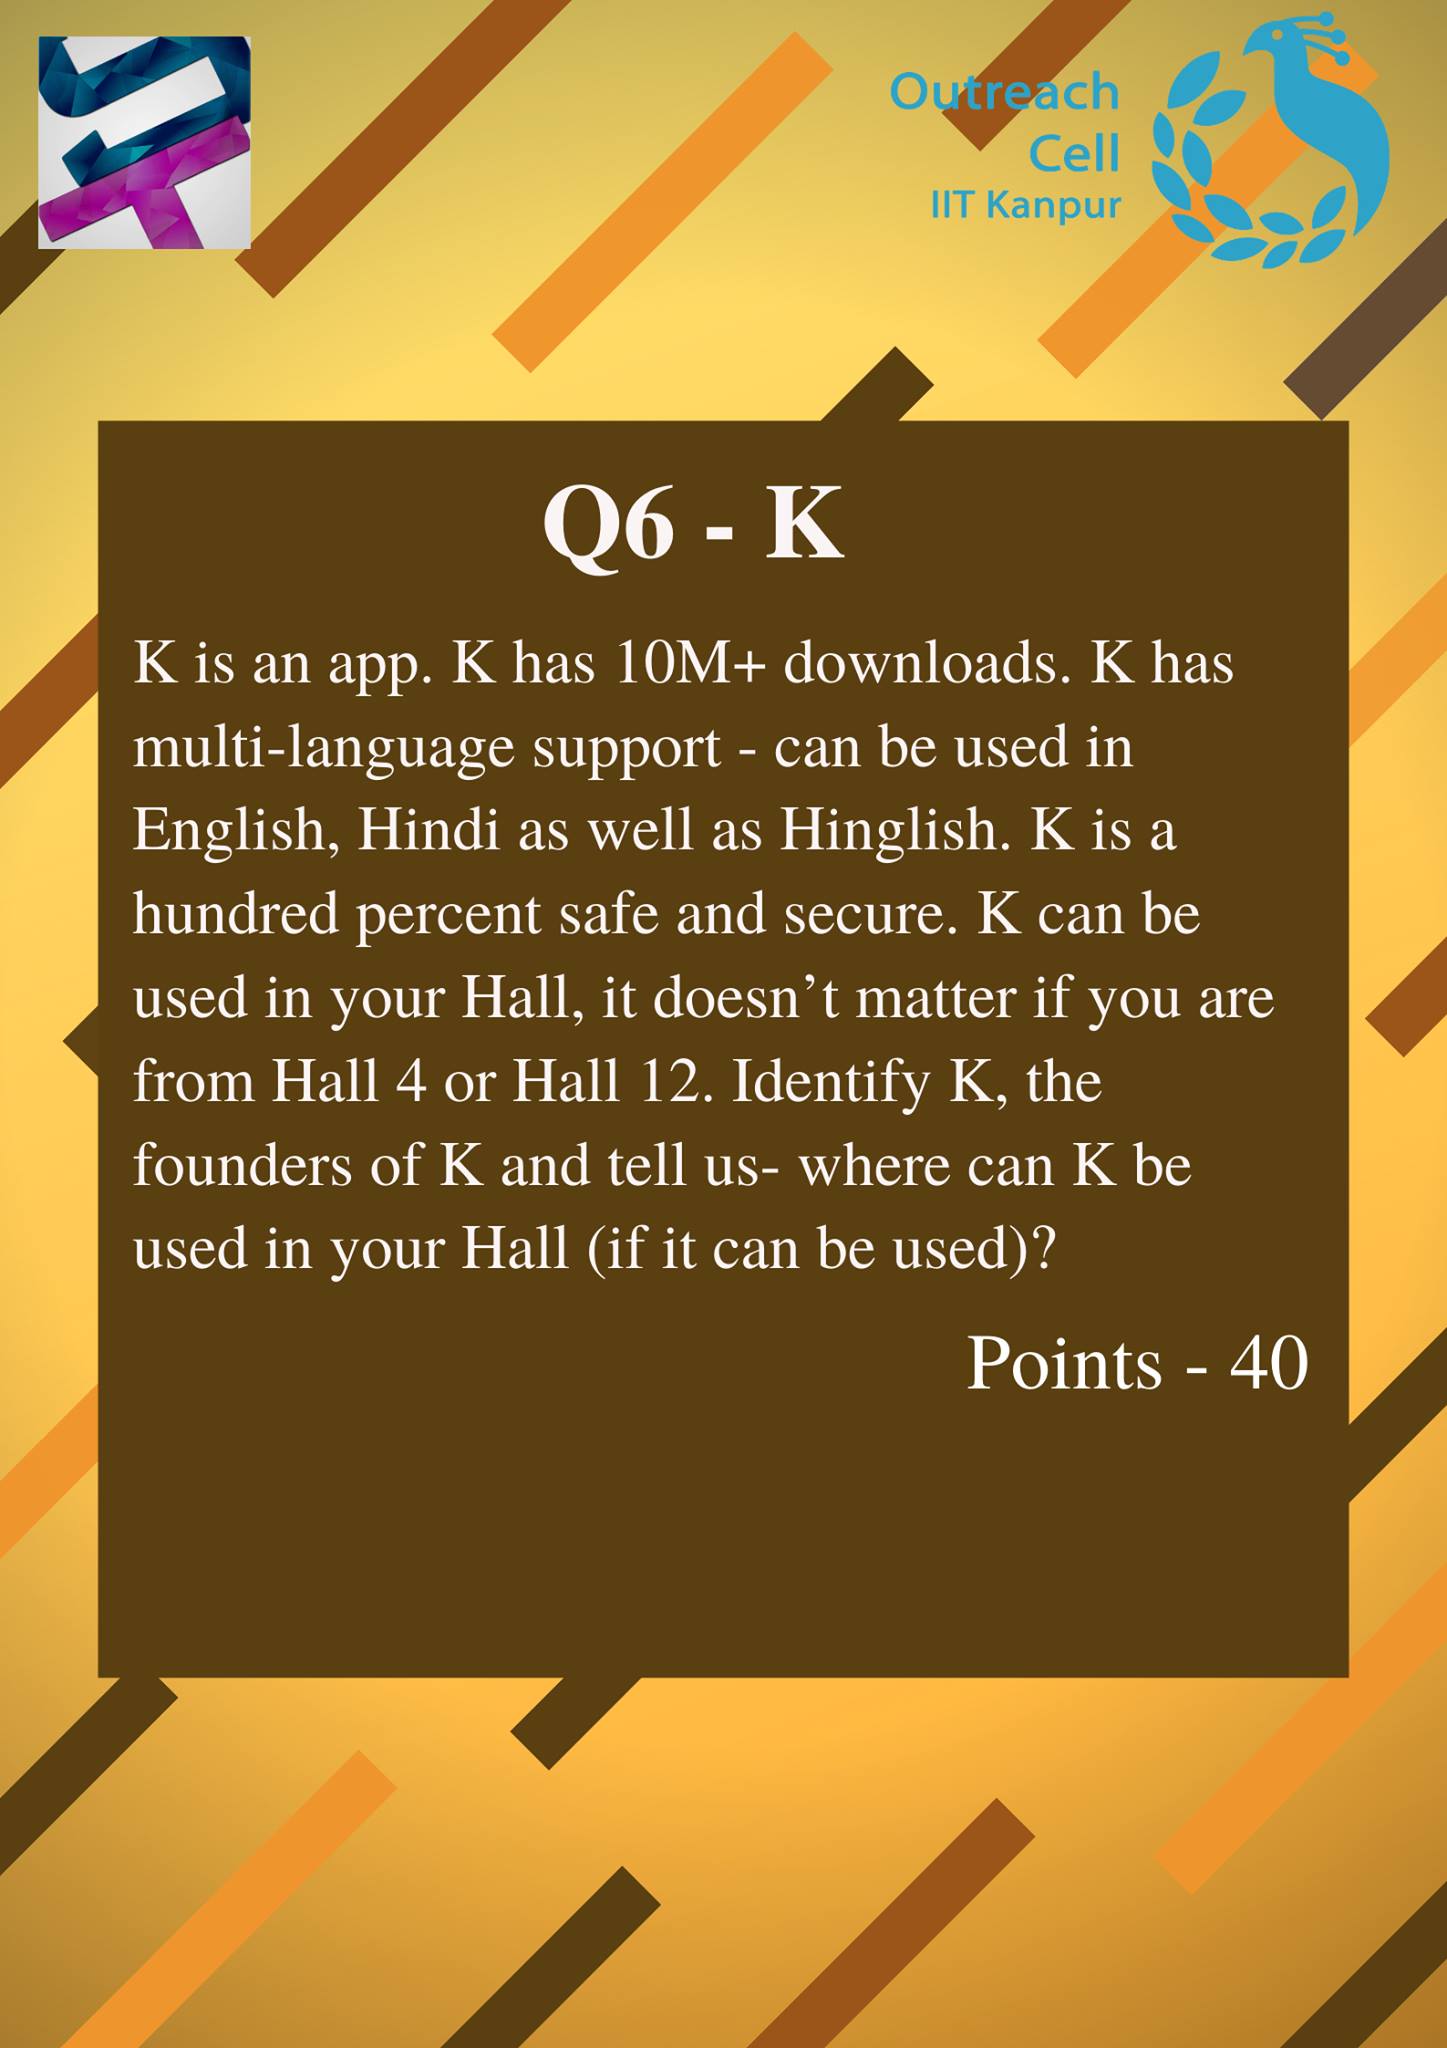 Outreach
Cell
IIT Kanpur
Q6 - K
K is an app. K has 10M+ downloads. K has
multi-language support - can be used in
English, Hindi as well as Hinglish. K is a
hundred percent safe and secure. K can be
used in your Hall, it doesn’t matter if you are
from Hall 4 or Hall 12. Identify K, the
founders of K and tell us- where can K be
used in your Hall (if it can be used)?
Points - 40